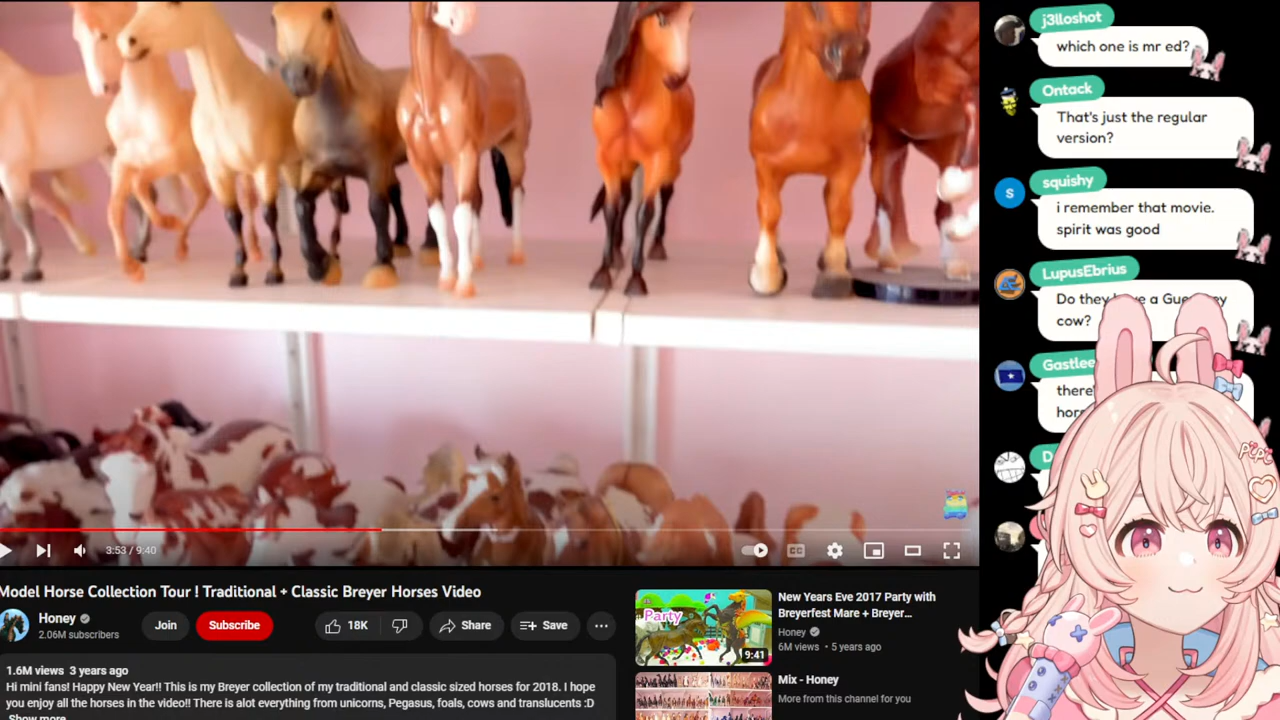 j3lloshot
which one is mr ed?
Ontack
That's just the regular
version?
S
squishy
i remember that movie.
spirit was good
LupusEbrius
Do they a
cow?
Gastlee
3:53 / 9:40
CC
Model Horse Collection Tour ! Traditional + Classic Breyer Horses Video
Honey
2.06M subscribers
Join
Subscribe
18K
Share
Save
1.6M views 3 years ago
Hi mini fans! Happy New Year!! This is my Breyer collection of my traditional and classic sized horses for 2018. I hope
you enjoy all the horses in the video!! There is alot everything from unicorns, Pegasus, foals, cows and translucents :D
Show more
Party
9:41
New Years Eve 2017 Party with
Breyerfest Mare + Breyer...
Honey
6M views • 5 years ago
Mix - Honey
More from this channel for you
PiPi